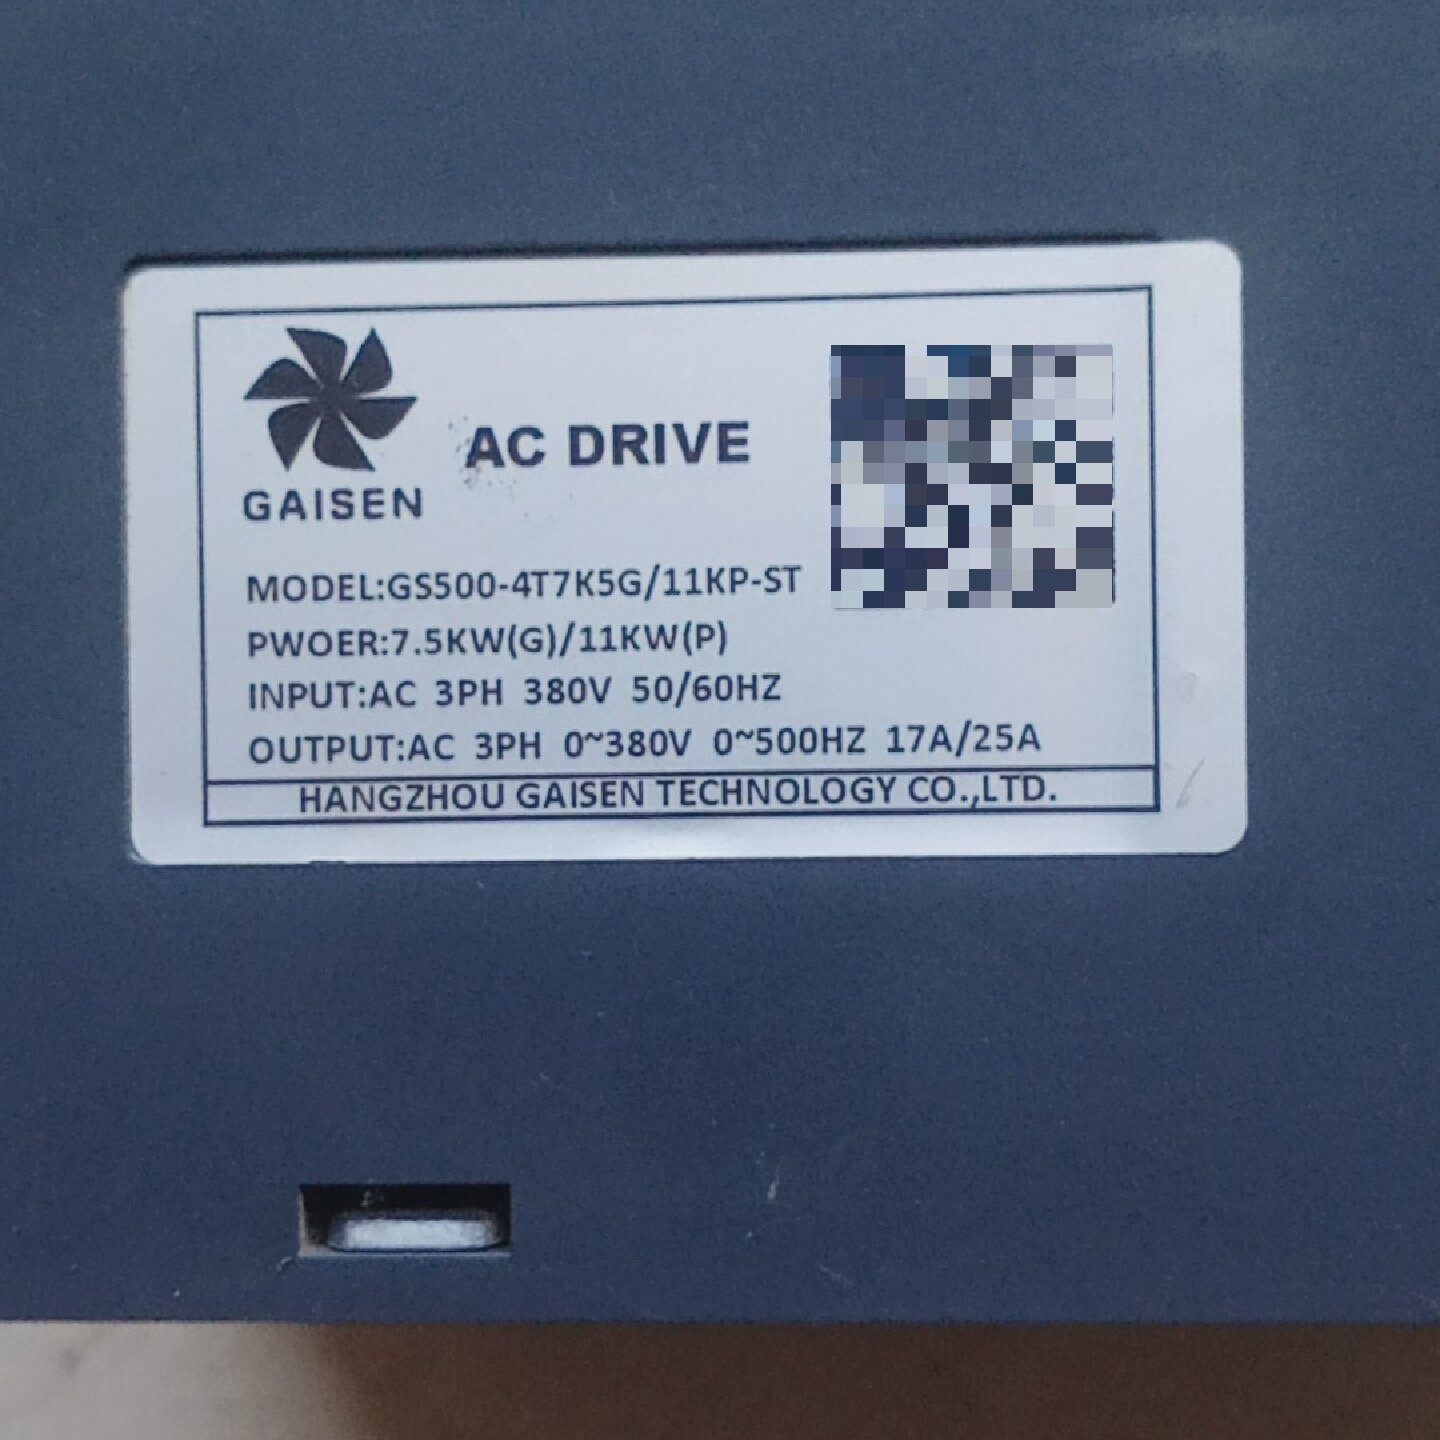 GAISEN
AC DRIVE
MODEL:GS500-4T7K5G/11KP-ST
PWOER:7.5KW(G)/11KW(P)
INPUT:AC 3PH 380V 50/60HZ
OUTPUT:AC 3PH 0~380V 0~500HZ 17A/25A
HANGZHOU GAISEN TECHNOLOGY CO.,LTD.